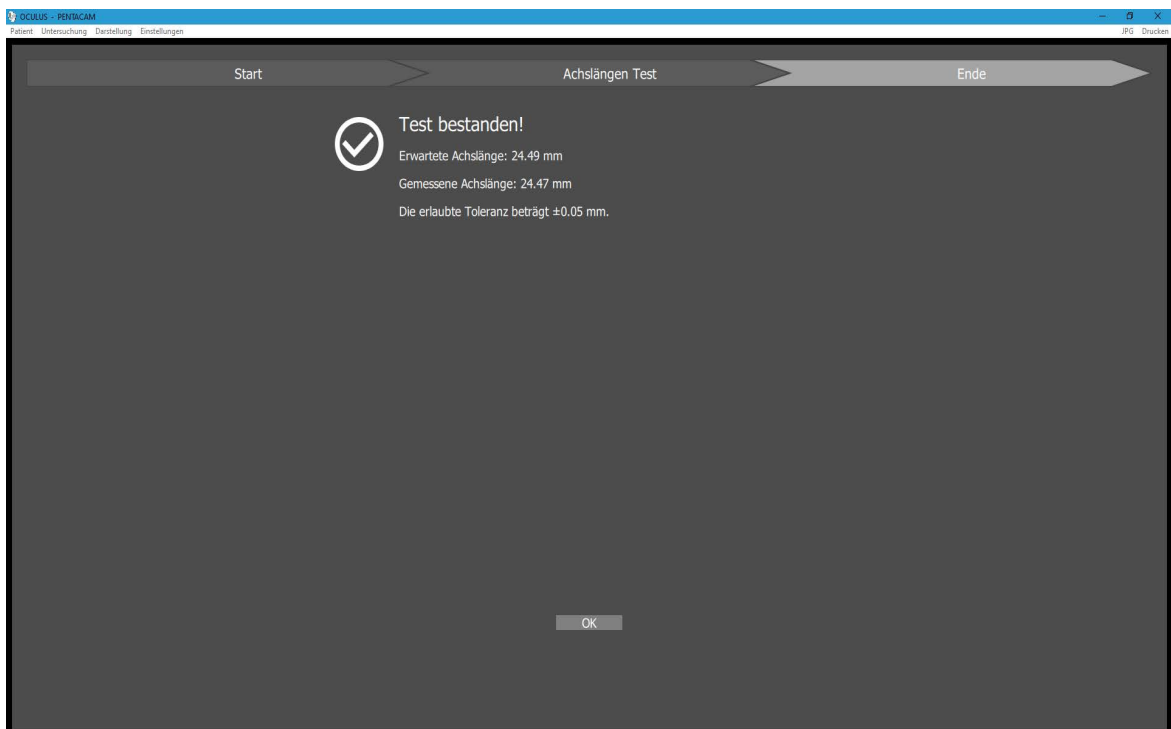 OCULUS - PENTACAM
Patient Untersuchung Darstellung Einstellungen JPG Drucken
Start Achslängen Test Ende
Test bestanden!
Erwartete Achslänge: 24.49 mm
Gemessene Achslänge: 24.47 mm
Die erlaubte Toleranz beträgt ±0.05 mm.
OK